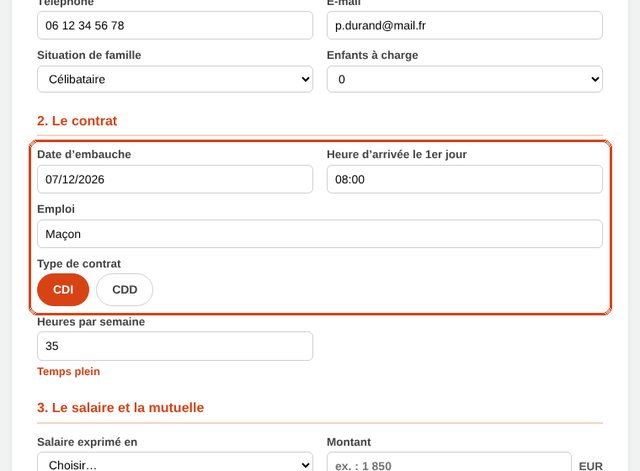 Téléphone E-mail
06 12 34 56 78 p.durand@mail.fr
Situation de famille Enfants à charge
Célibataire 0
2. Le contrat
Date d'embauche Heure d'arrivée le 1er jour
07/12/2026 08:00
Emploi
Maçon
Type de contrat
CDI CDD
Heures par semaine
35
Temps plein
3. Le salaire et la mutuelle
Salaire exprimé en Montant
Choisir… ex. : 1 850 EUR